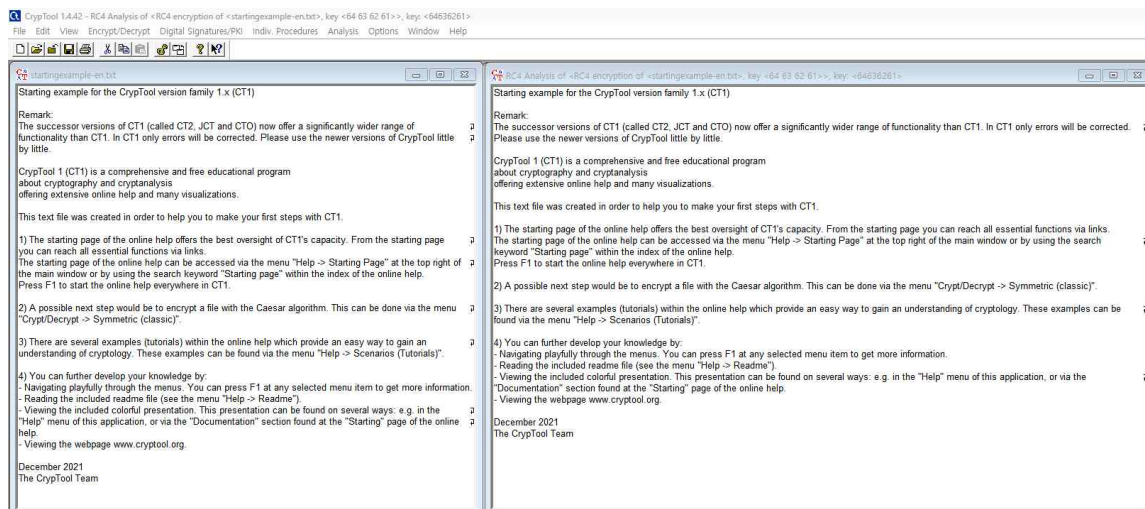 CrypTool 1.4.42 - RC4 Analysis of <RC4 encryption of <startingexample-en.txt>, key <64 63 62 61>>, key: <64636261>
File Edit View Encrypt/Decrypt Digital Signatures/PKI Indiv. Procedures Analysis Options Window Help
startingexample-en.txt
Starting example for the CrypTool version family 1.x (CT1)
Remark:
The successor versions of CT1 (called CT2, JCT and CTO) now offer a significantly wider range of
functionality than CT1. In CT1 only errors will be corrected. Please use the newer versions of CrypTool little
by little.
CrypTool 1 (CT1) is a comprehensive and free educational program
about cryptography and cryptanalysis
offering extensive online help and many visualizations.
This text file was created in order to help you to make your first steps with CT1.
1) The starting page of the online help offers the best oversight of CT1's capacity. From the starting page
you can reach all essential functions via links.
The starting page of the online help can be accessed via the menu "Help -> Starting Page" at the top right of
the main window or by using the search keyword "Starting page" within the index of the online help.
Press F1 to start the online help everywhere in CT1.
2) A possible next step would be to encrypt a file with the Caesar algorithm. This can be done via the menu
"Crypt/Decrypt -> Symmetric (classic)".
3) There are several examples (tutorials) within the online help which provide an easy way to gain an
understanding of cryptology. These examples can be found via the menu "Help -> Scenarios (Tutorials)".
4) You can further develop your knowledge by:
- Navigating playfully through the menus. You can press F1 at any selected menu item to get more information.
- Reading the included readme file (see the menu "Help -> Readme").
- Viewing the included colorful presentation. This presentation can be found on several ways: e.g. in the
"Help" menu of this application, or via the "Documentation" section found at the "Starting" page of the online
help.
- Viewing the webpage www.cryptool.org.
December 2021
The CrypTool Team
RC4 Analysis of <RC4 encryption of <startingexample-en.txt>, key <64 63 62 61>>, key: <64636261>
Starting example for the CrypTool version family 1.x (CT1)
Remark:
The successor versions of CT1 (called CT2, JCT and CTO) now offer a significantly wider range of functionality than CT1. In CT1 only errors will be corrected.
Please use the newer versions of CrypTool little by little.
CrypTool 1 (CT1) is a comprehensive and free educational program
about cryptography and cryptanalysis
offering extensive online help and many visualizations.
This text file was created in order to help you to make your first steps with CT1.
1) The starting page of the online help offers the best oversight of CT1's capacity. From the starting page you can reach all essential functions via links.
The starting page of the online help can be accessed via the menu "Help -> Starting Page" at the top right of the main window or by using the search
keyword "Starting page" within the index of the online help.
Press F1 to start the online help everywhere in CT1.
2) A possible next step would be to encrypt a file with the Caesar algorithm. This can be done via the menu "Crypt/Decrypt -> Symmetric (classic)".
3) There are several examples (tutorials) within the online help which provide an easy way to gain an understanding of cryptology. These examples can be
found via the menu "Help -> Scenarios (Tutorials)".
4) You can further develop your knowledge by:
- Navigating playfully through the menus. You can press F1 at any selected menu item to get more information.
- Reading the included readme file (see the menu "Help -> Readme").
- Viewing the included colorful presentation. This presentation can be found on several ways: e.g. in the "Help" menu of this application, or via the
"Documentation" section found at the "Starting" page of the online help.
- Viewing the webpage www.cryptool.org.
December 2021
The CrypTool Team